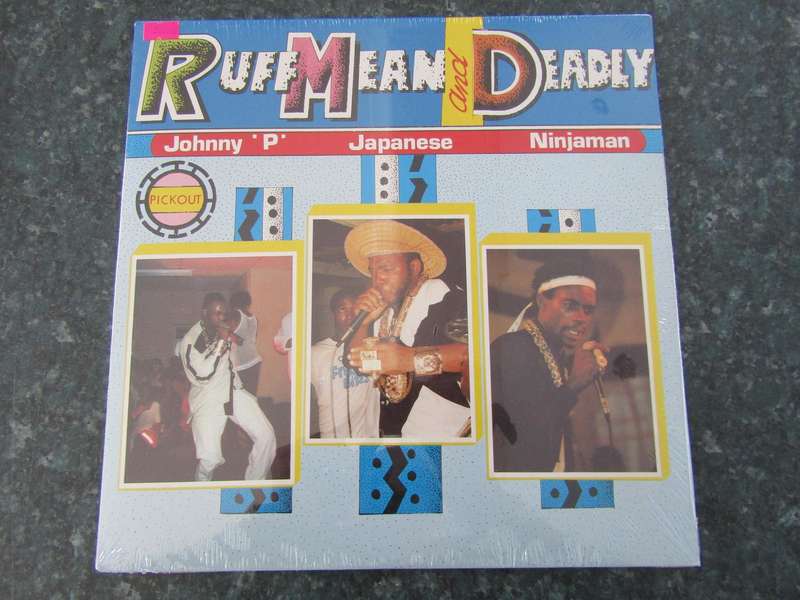 RUFF MEAN and DEADLY
Johnny 'P' Japanese Ninjaman
PICKOUT